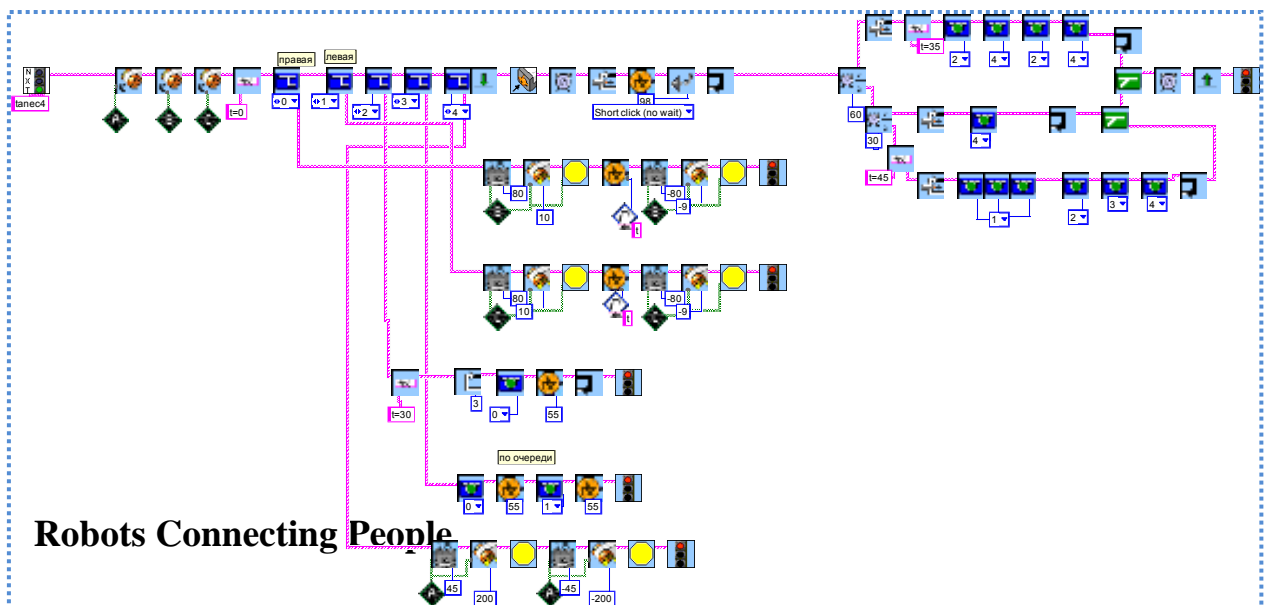 t=35
2 4 2 4
правая левая
N X T
tanec4
A B C
t=0
0 1 2 3 4
98
Short click (no wait)
60
30
4
t=45
1 2 3 4
80 -80
10 -9
B B
t
80 -80
10 -9
C C
t
3
0 55
t=30
по очереди
0 55 1 55
Robots Connecting People
45 -45
A A
200 -200